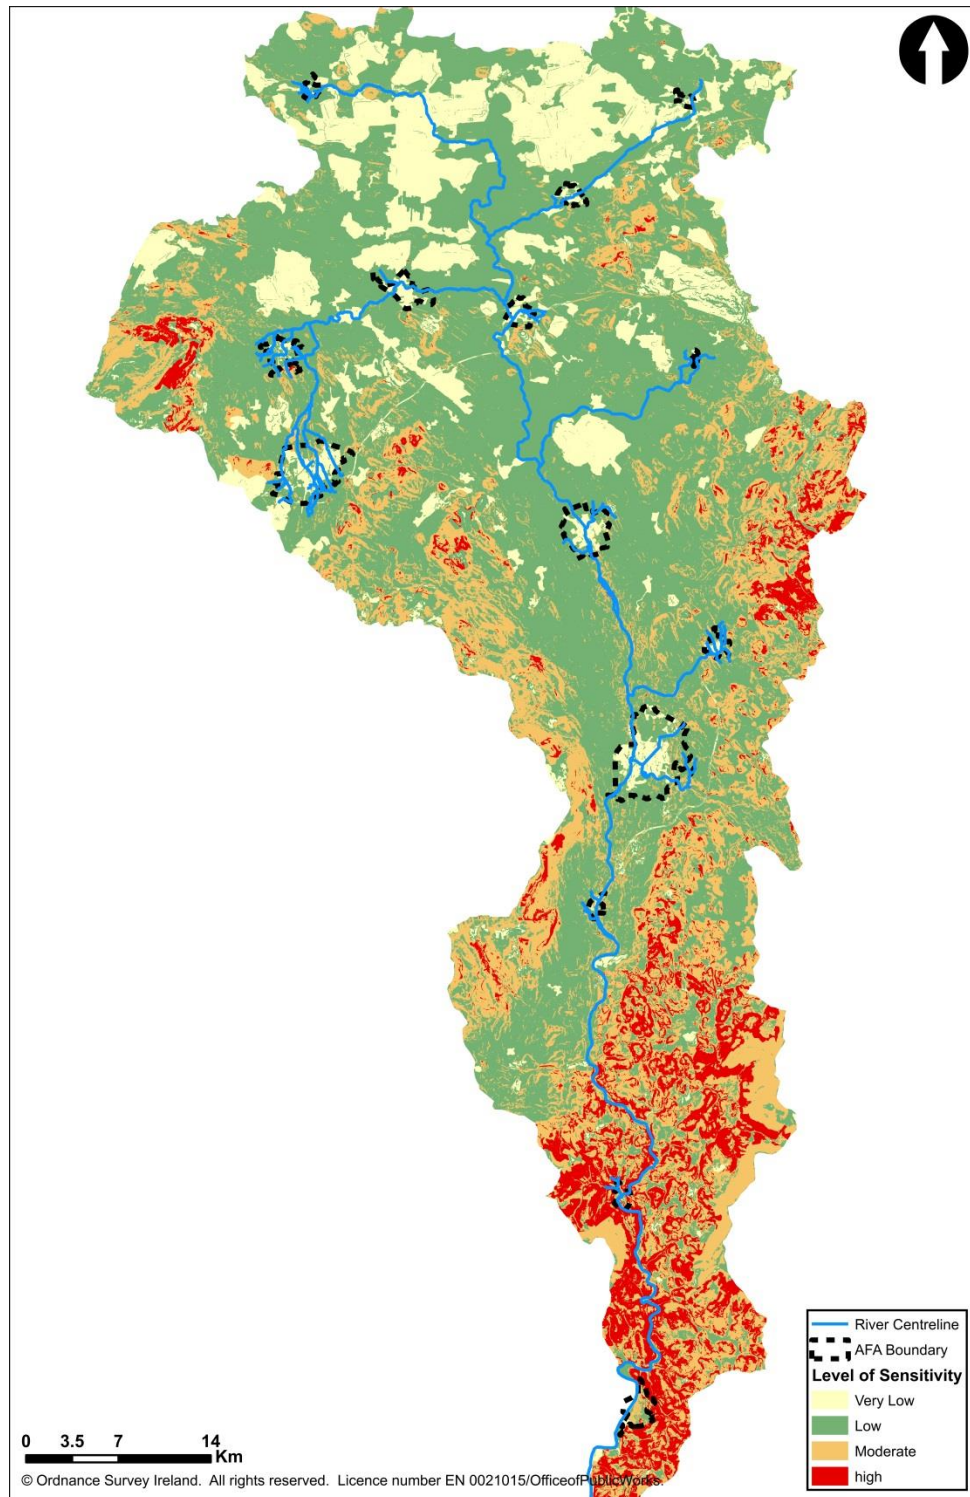 River Centreline
AFA Boundary
Level of Sensitivity
Very Low
Low
Moderate
high
0 3.5 7 14
Km
© Ordnance Survey Ireland. All rights reserved. Licence number EN 0021015/OfficeofPublicWorks.